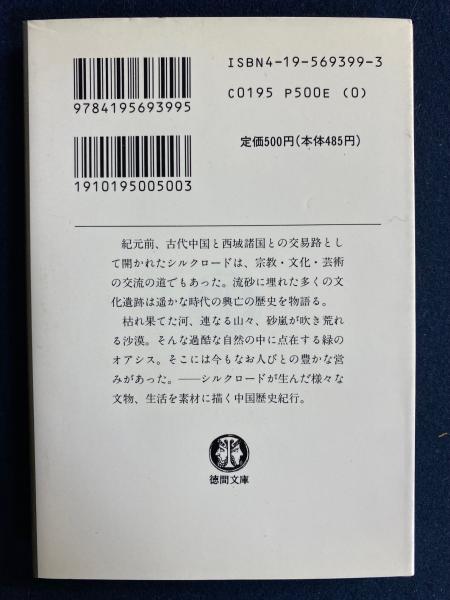 ISBN4-19-569399-3
9784195693995
C0195 P500E (0)
定価500円(本体485円)
1910195005003
紀元前、古代中国と西域諸国との交易路とし
て開かれたシルクロードは、宗教・文化・芸術
の交流の道でもあった。流砂に埋れた多くの文
化遺跡は遥かな時代の興亡の歴史を物語る。
枯れ果てた河、連なる山々、砂嵐が吹き荒れ
る沙漠。そんな過酷な自然の中に点在する緑の
オアシス。そこには今もなお人びとの豊かな営
みがあった。――シルクロードが生んだ様々な
文物、生活を素材に描く中国歴史紀行。
徳間文庫